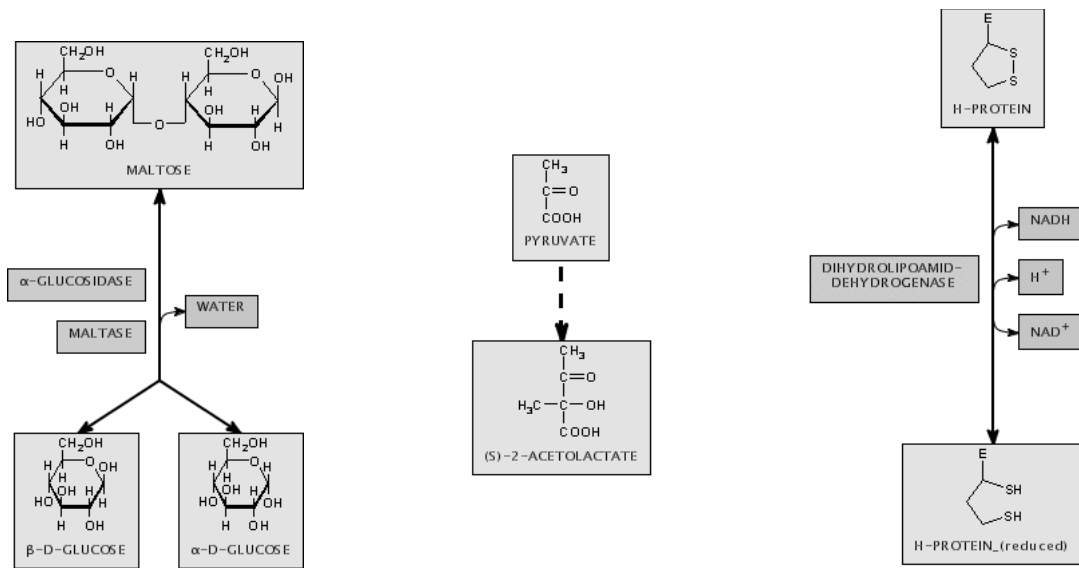 CH2OH
CH2OH
H
O
H
H
O
OH
H
H
OH
H
OH
H
HO
O
H
H
OH
H
OH
MALTOSE
α-GLUCOSIDASE
WATER
MALTASE
CH2OH
H
O
OH
H
OH
H
HO
H
H
OH
β-D-GLUCOSE
CH2OH
H
O
H
H
OH
H
HO
OH
H
OH
α-D-GLUCOSE
CH3
C=O
COOH
PYRUVATE
CH3
C=O
H3C-C-OH
COOH
(S)-2-ACETOLACTATE
E
S
S
H-PROTEIN
NADH
DIHYDROLIPOAMID-
DEHYDROGENASE
H+
NAD+
E
SH
SH
H-PROTEIN_(reduced)